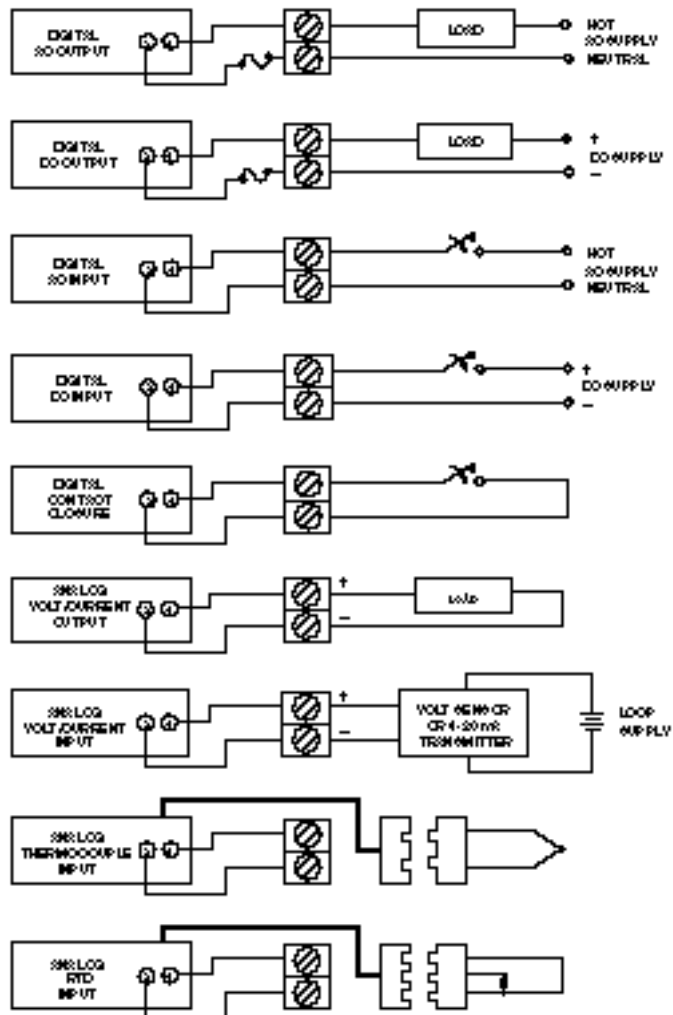 DIGITAL
AC OUTPUT
LOAD
HOT
AC SUPPLY
NEUTRAL
DIGITAL
DC OUTPUT
LOAD
+
DC SUPPLY
−
DIGITAL
AC INPUT
HOT
AC SUPPLY
NEUTRAL
DIGITAL
DC INPUT
+
DC SUPPLY
−
DIGITAL
CONTACT
CLOSURE
ANALOG
VOLT/CURRENT
OUTPUT
+
−
LOAD
ANALOG
VOLT/CURRENT
INPUT
+
−
VOLT SENSOR
OR 4-20 mA
TRANSMITTER
LOOP
SUPPLY
ANALOG
THERMOCOUPLE
INPUT
ANALOG
RTD
INPUT